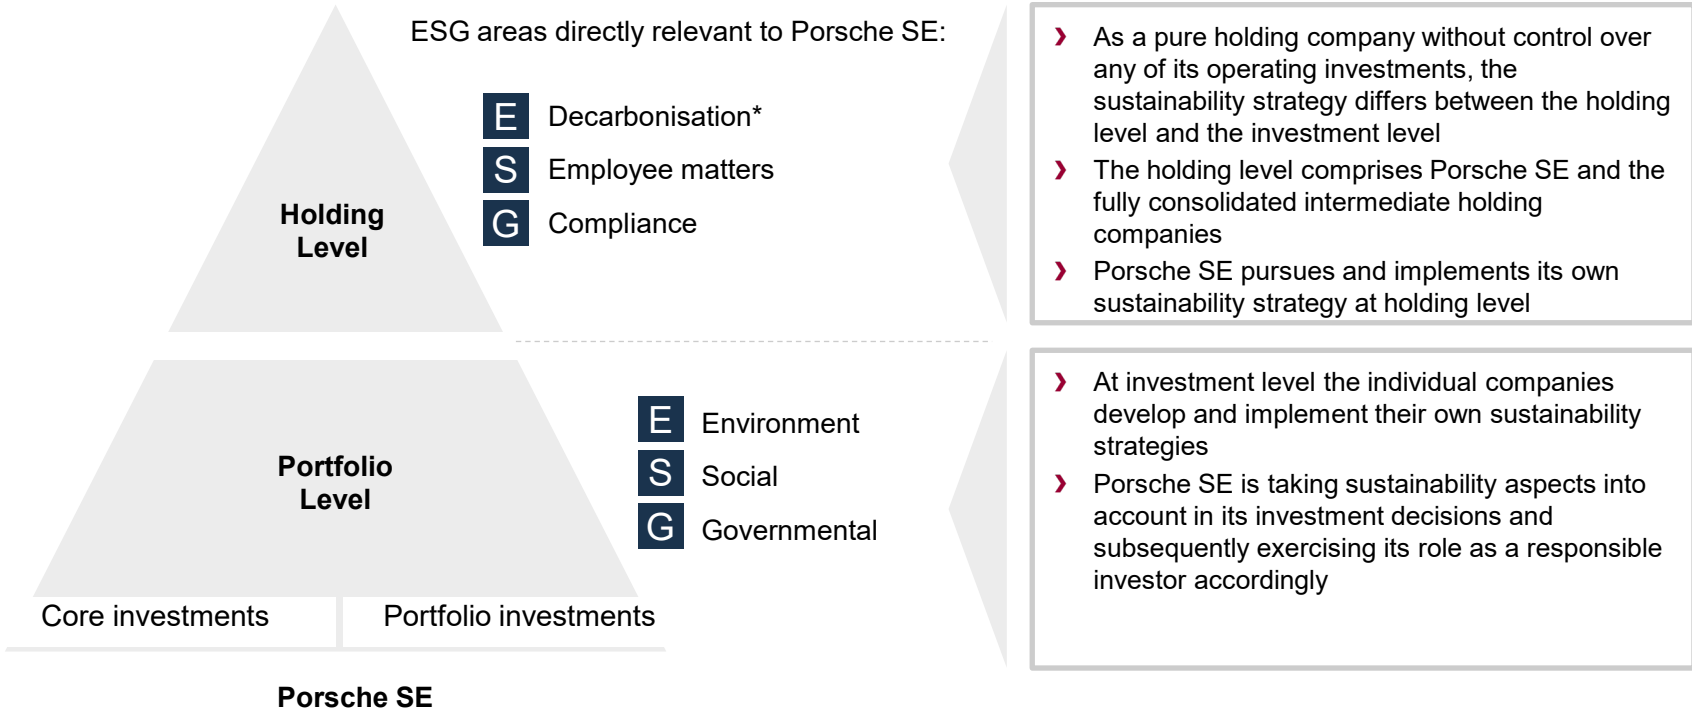 ESG areas directly relevant to Porsche SE:
E Decarbonisation*
S Employee matters
G Compliance
Holding
Level
❯ As a pure holding company without control over
any of its operating investments, the
sustainability strategy differs between the holding
level and the investment level
❯ The holding level comprises Porsche SE and the
fully consolidated intermediate holding
companies
❯ Porsche SE pursues and implements its own
sustainability strategy at holding level
Portfolio
Level
E Environment
S Social
G Governmental
❯ At investment level the individual companies
develop and implement their own sustainability
strategies
❯ Porsche SE is taking sustainability aspects into
account in its investment decisions and
subsequently exercising its role as a responsible
investor accordingly
Core investments
Portfolio investments
Porsche SE